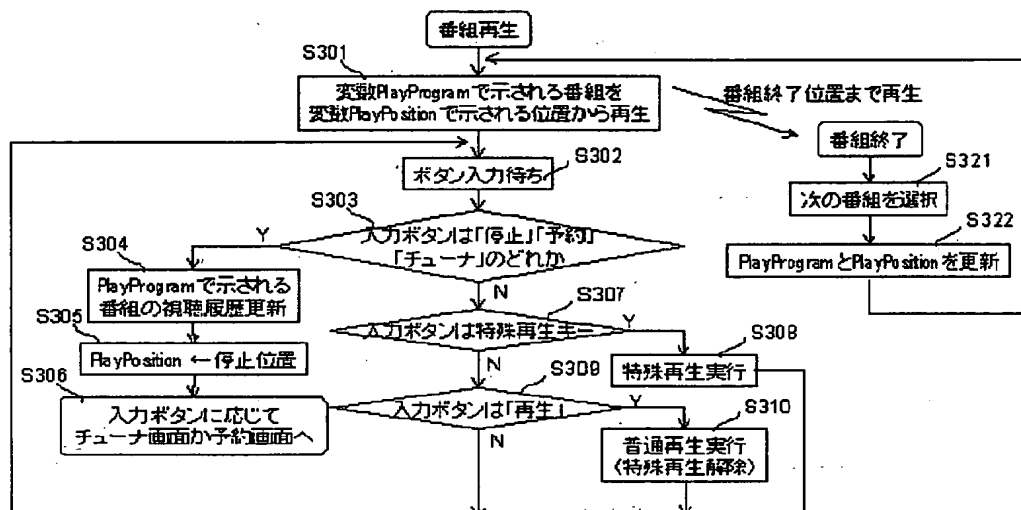 番組再生
S301
変数PlayProgramで示される番組を
変数PlayPositionで示される位置から再生
番組終了位置まで再生
番組終了
S302
ボタン入力待ち
S321
次の番組を選択
S303
入力ボタンは「停止」「予約」
「チューナ」のどれか
Y
N
S322
PlayProgramとPlayPositionを更新
S304
PlayProgramで示される
番組の視聴履歴更新
S307
入力ボタンは特殊再生キー
Y
N
S305
PlayPosition ←停止位置
S308
特殊再生実行
S306
入力ボタンに応じて
チューナ画面か予約画面へ
S309
入力ボタンは「再生」
Y
N
S310
普通再生実行
(特殊再生解除)